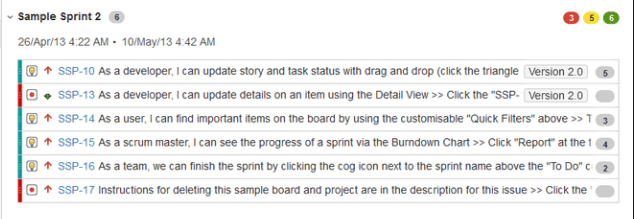 Sample Sprint 2 6 3 5 6
26/Apr/13 4:22 AM • 10/May/13 4:42 AM
SSP-10 As a developer, I can update story and task status with drag and drop (click the triangle Version 2.0 5
SSP-13 As a developer, I can update details on an item using the Detail View >> Click the "SSP- Version 2.0
SSP-14 As a user, I can find important items on the board by using the customisable "Quick Filters" above >> 3
SSP-15 As a scrum master, I can see the progress of a sprint via the Burndown Chart >> Click "Report" at the 4
SSP-16 As a team, we can finish the sprint by clicking the cog icon next to the sprint name above the "To Do" 2
SSP-17 Instructions for deleting this sample board and project are in the description for this issue >> Click the